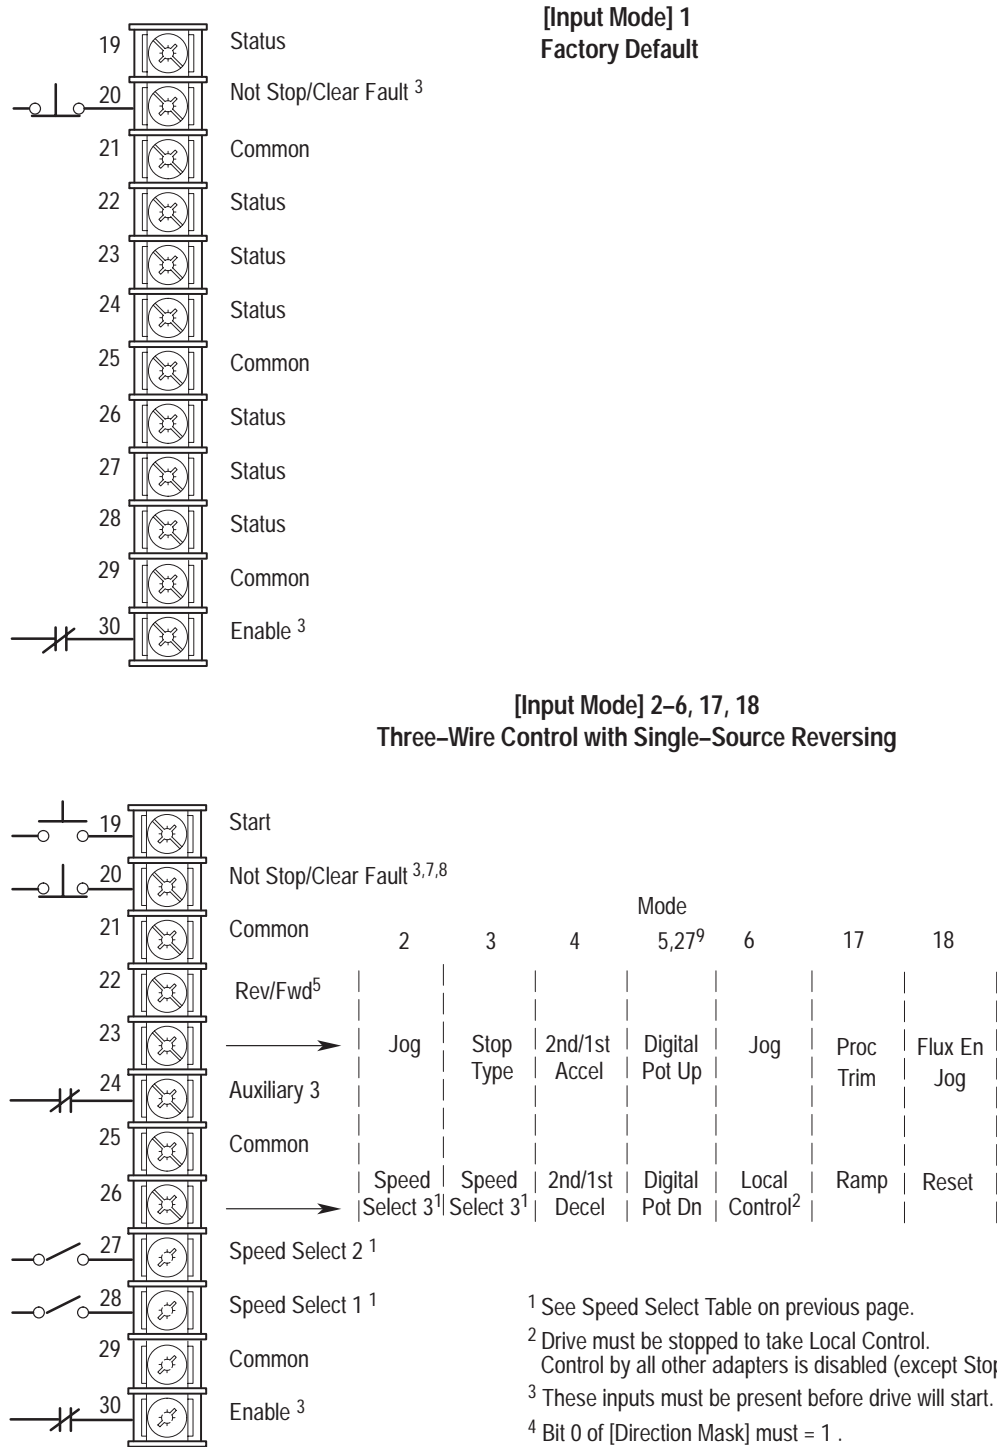 [Input Mode] 1
Factory Default
19 Status
20 Not Stop/Clear Fault 3
21 Common
22 Status
23 Status
24 Status
25 Common
26 Status
27 Status
28 Status
29 Common
30 Enable 3
[Input Mode] 2–6, 17, 18
Three–Wire Control with Single–Source Reversing
19 Start
20 Not Stop/Clear Fault 3,7,8
Mode
21 Common 2 3 4 5,27 9 6 17 18
22 Rev/Fwd 5
23 Jog Stop Type 2nd/1st Accel Digital Pot Up Jog Proc Trim Flux En Jog
24 Auxiliary 3
25 Common
26 Speed Select 3 1 Speed Select 3 1 2nd/1st Decel Digital Pot Dn Local Control 2 Ramp Reset
27 Speed Select 2 1
28 Speed Select 1 1
29 Common
30 Enable 3
1 See Speed Select Table on previous page.
2 Drive must be stopped to take Local Control.
Control by all other adapters is disabled (except Stop
3 These inputs must be present before drive will start.
4 Bit 0 of [Direction Mask] must = 1 .